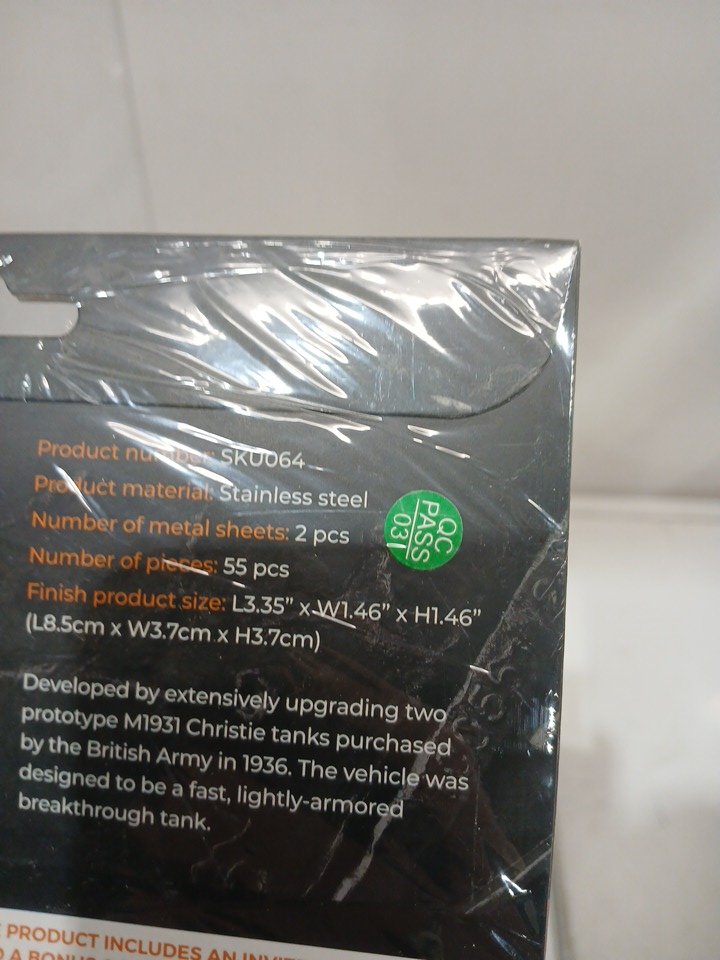 Product number: SKU064
Product material: Stainless steel
Number of metal sheets: 2 pcs
Number of pieces: 55 pcs
Finish product size: L3.35” x W1.46” x H1.46”
(L8.5cm x W3.7cm x H3.7cm)
QC
PASS
031
Developed by extensively upgrading two
prototype M1931 Christie tanks purchased
by the British Army in 1936. The vehicle was
designed to be a fast, lightly-armored
breakthrough tank.
PRODUCT INCLUDES AN
A BONUS